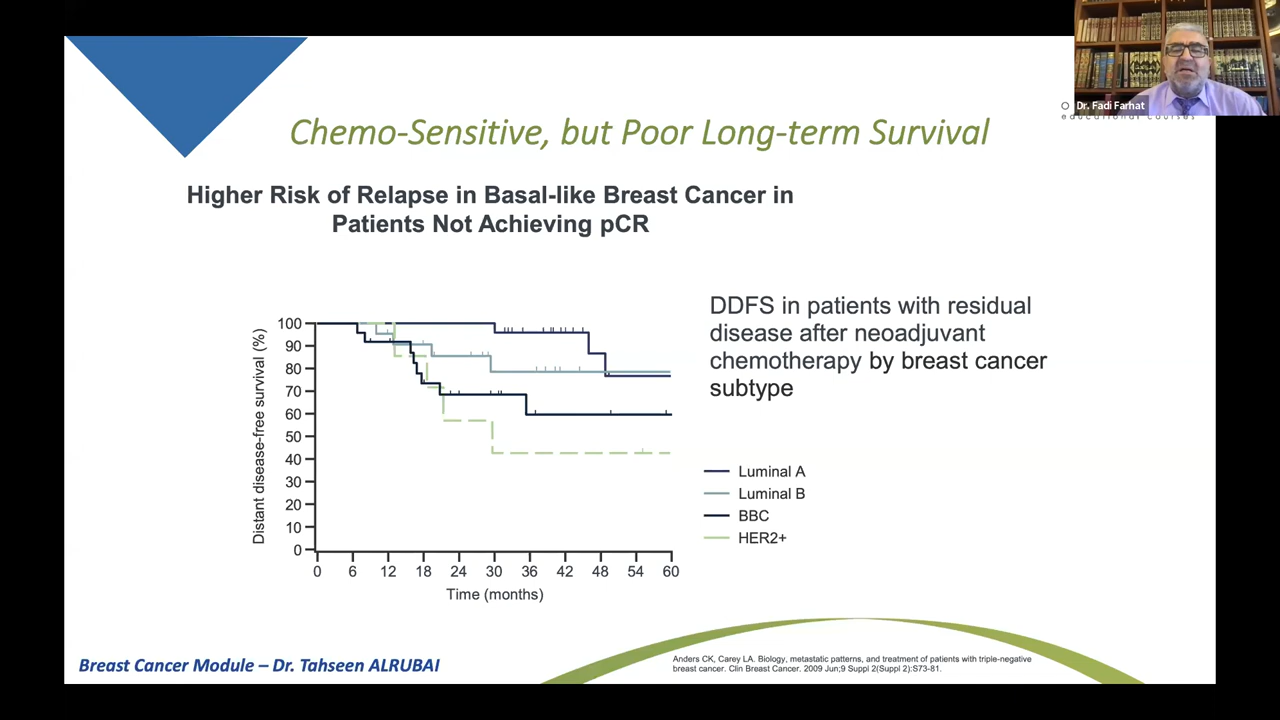 Dr. Fadi Farhat
educational courses
Chemo-Sensitive, but Poor Long-term Survival
Higher Risk of Relapse in Basal-like Breast Cancer in
Patients Not Achieving pCR
DDFS in patients with residual
disease after neoadjuvant
chemotherapy by breast cancer
subtype
Distant disease-free survival (%)
100
90
80
70
60
50
40
30
20
10
0
0 6 12 18 24 30 36 42 48 54 60
Time (months)
Luminal A
Luminal B
BBC
HER2+
Breast Cancer Module – Dr. Tahseen ALRUBAI
Anders CK, Carey LA. Biology, metastatic patterns, and treatment of patients with triple-negative
breast cancer. Clin Breast Cancer. 2009 Jun;9 Suppl 2(Suppl 2):S73-81.